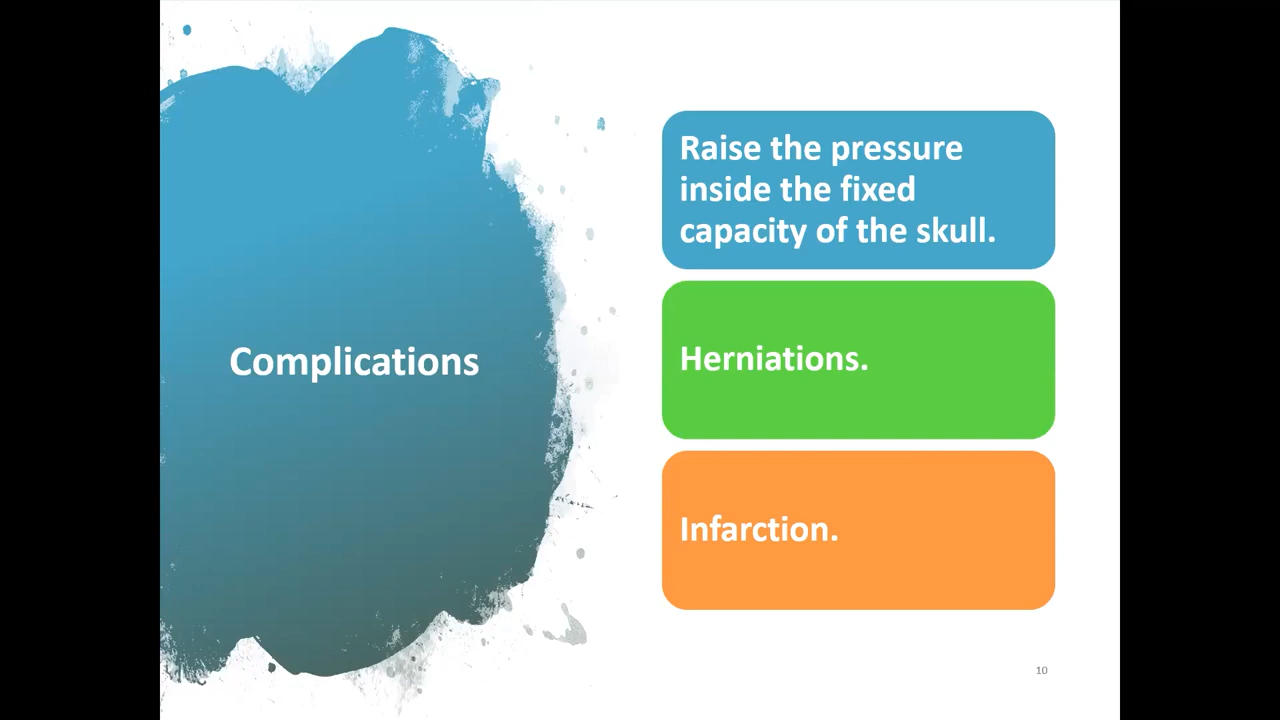 Complications
Raise the pressure
inside the fixed
capacity of the skull.
Herniations.
Infarction.
10